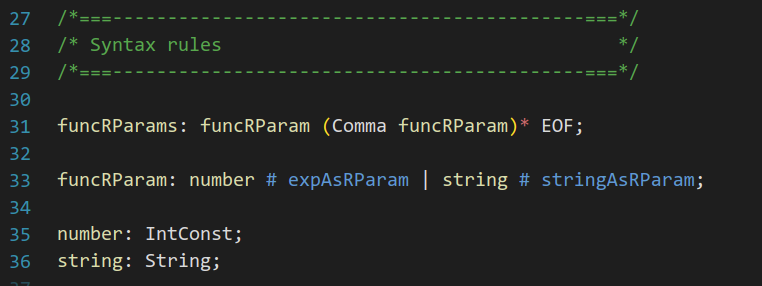 27 /*===-------------------------------------------===*/
28 /* Syntax rules                                    */
29 /*===-------------------------------------------===*/
30
31 funcRParams: funcRParam (Comma funcRParam)* EOF;
32
33 funcRParam: number # expAsRParam | string # stringAsRParam;
34
35 number: IntConst;
36 string: String;